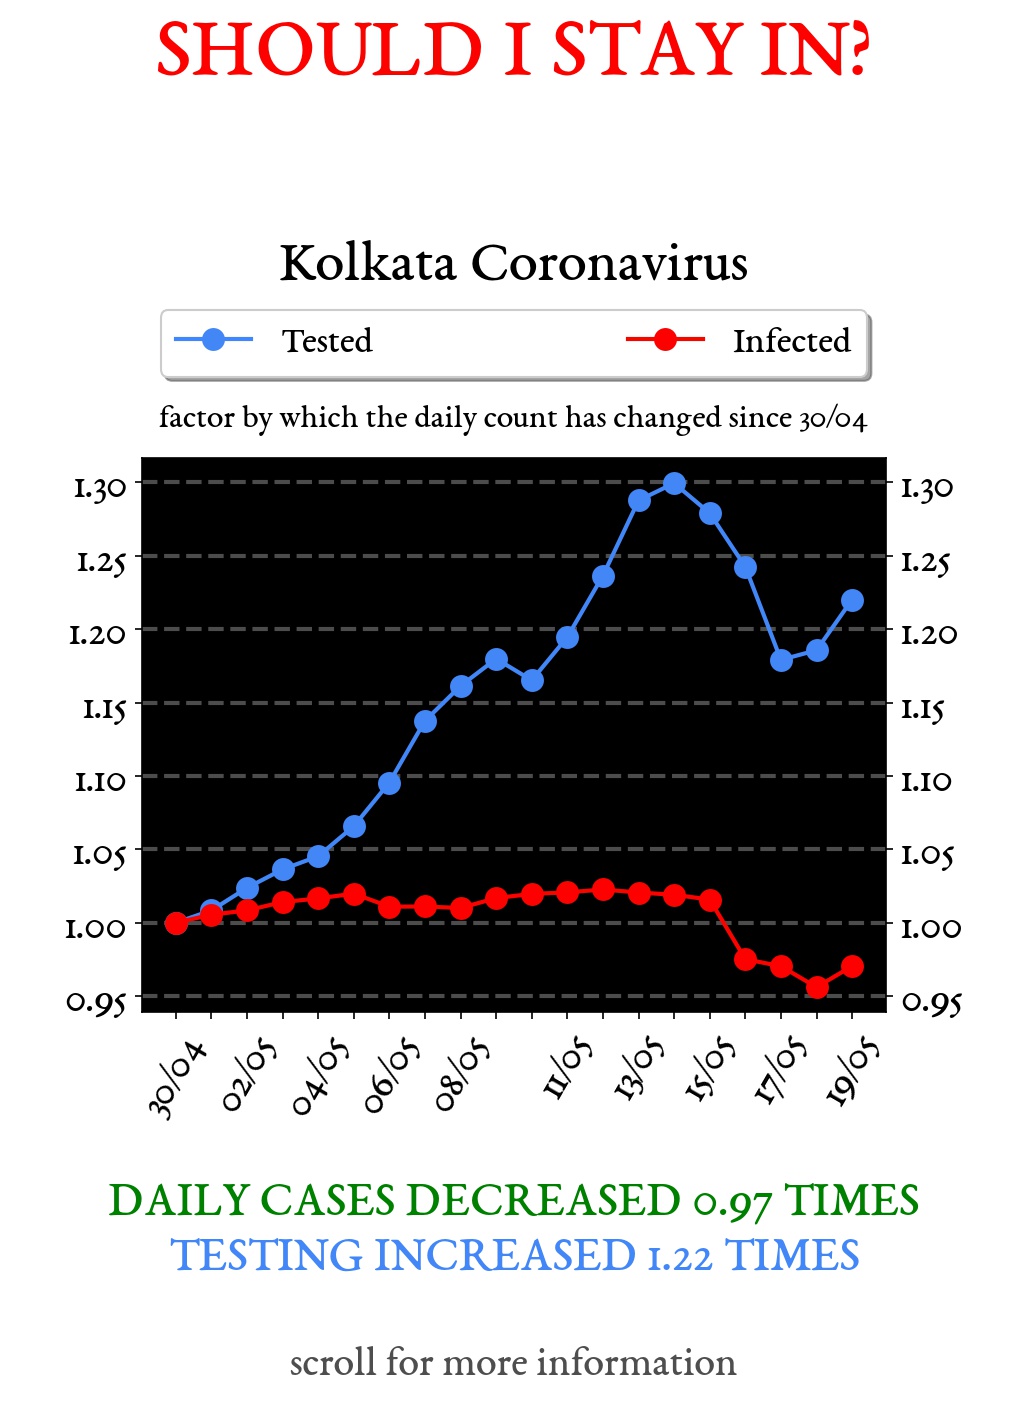 SHOULD I STAY IN?
Kolkata Coronavirus
Tested Infected
factor by which the daily count has changed since 30/04
1.30 1.30
1.25 1.25
1.20 1.20
1.15 1.15
1.10 1.10
1.05 1.05
1.00 1.00
0.95 0.95
30/04 02/05 04/05 06/05 08/05 11/05 13/05 15/05 17/05 19/05
DAILY CASES DECREASED 0.97 TIMES
TESTING INCREASED 1.22 TIMES
scroll for more information